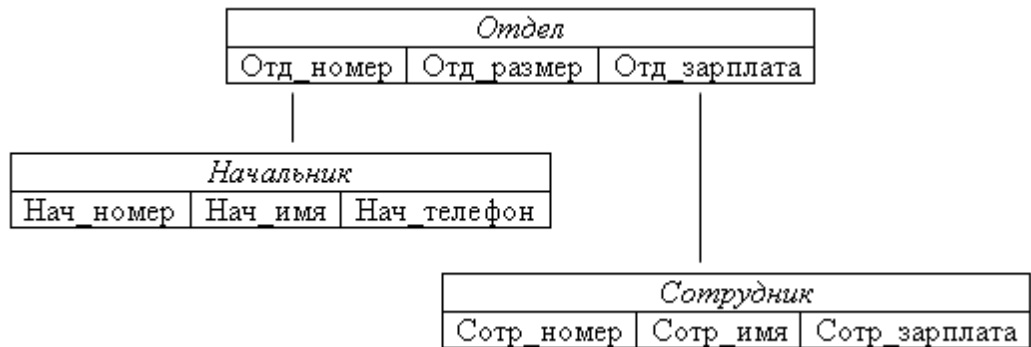 Отдел
Отд_номер Отд_размер Отд_зарплата
Начальник
Нач_номер Нач_имя Нач_телефон
Сотрудник
Сотр_номер Сотр_имя Сотр_зарплата